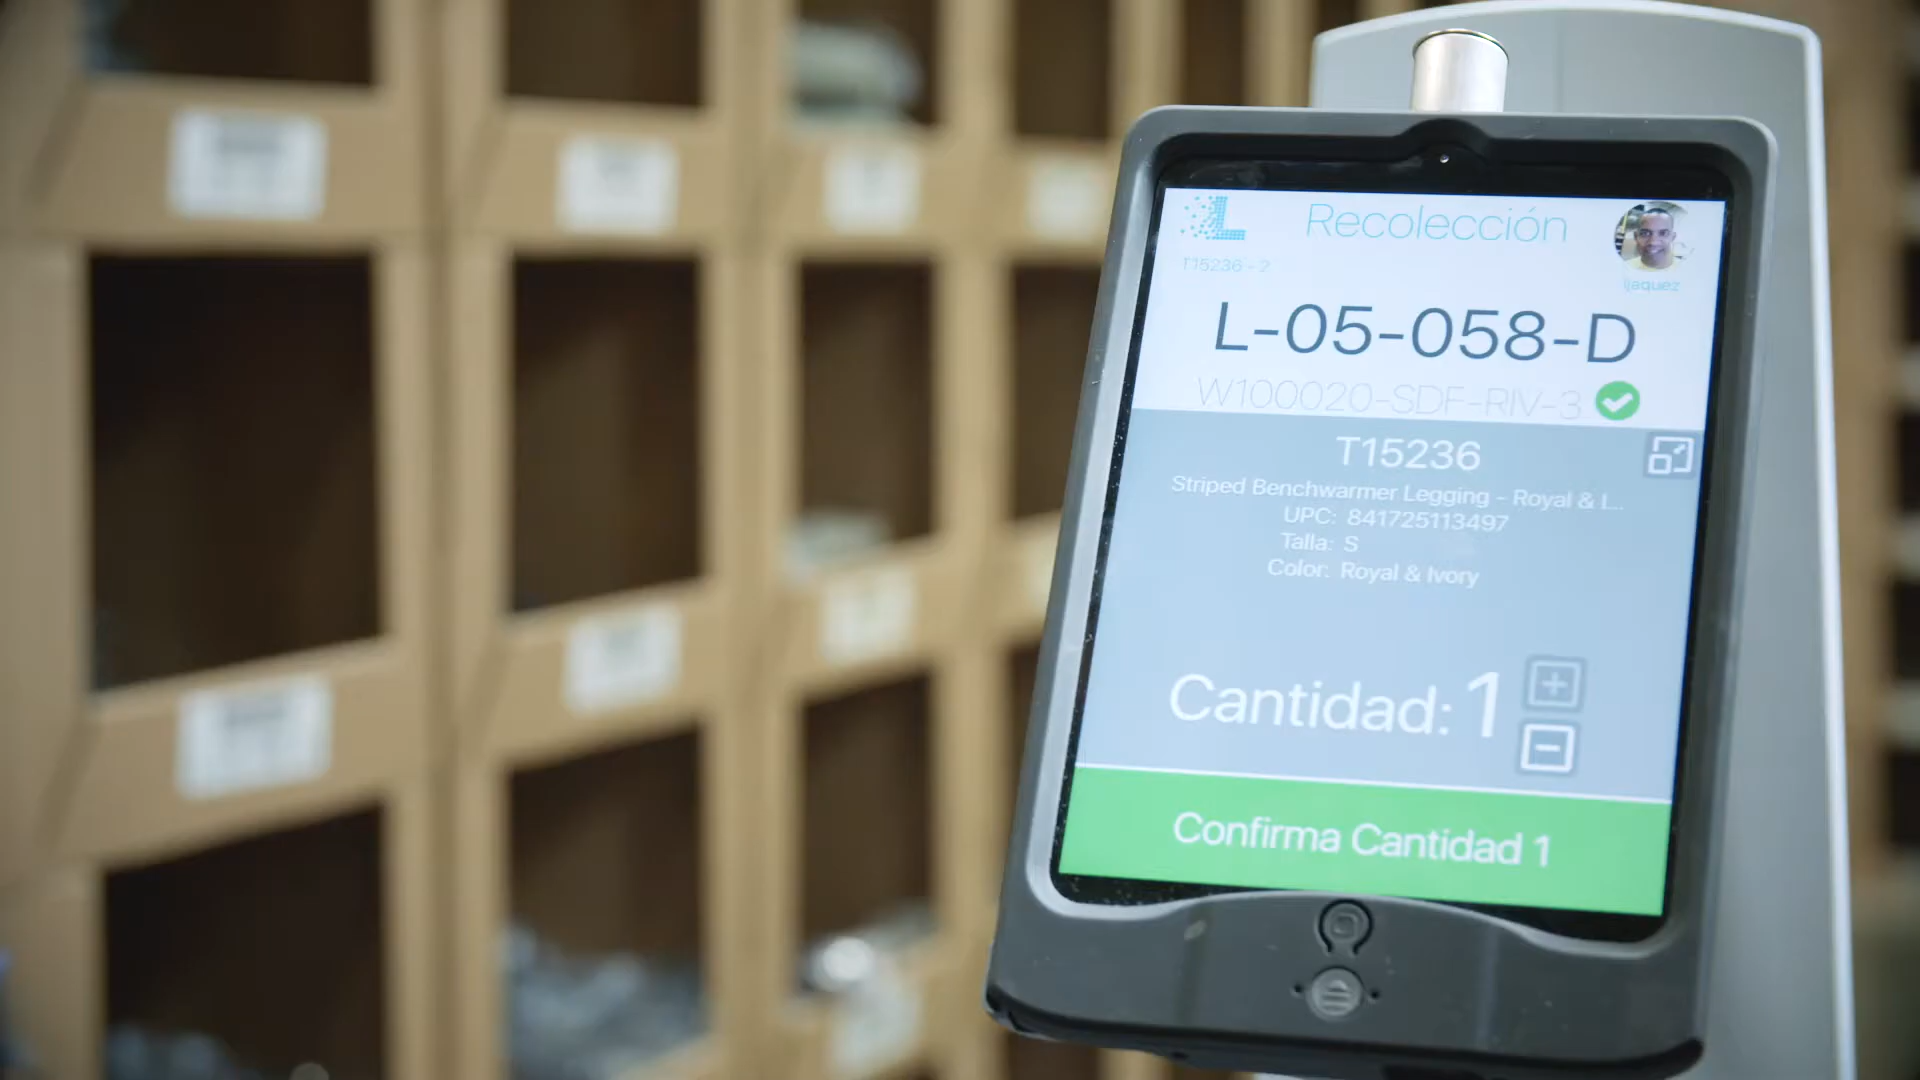 L
Recolección
T15236 - 2
ljaquez
L-05-058-D
W100020-SDF-RIV-3
T15236
Striped Benchwarmer Legging - Royal & I...
UPC: 841725113497
Talla: S
Color: Royal & Ivory
Cantidad: 1
Confirma Cantidad 1